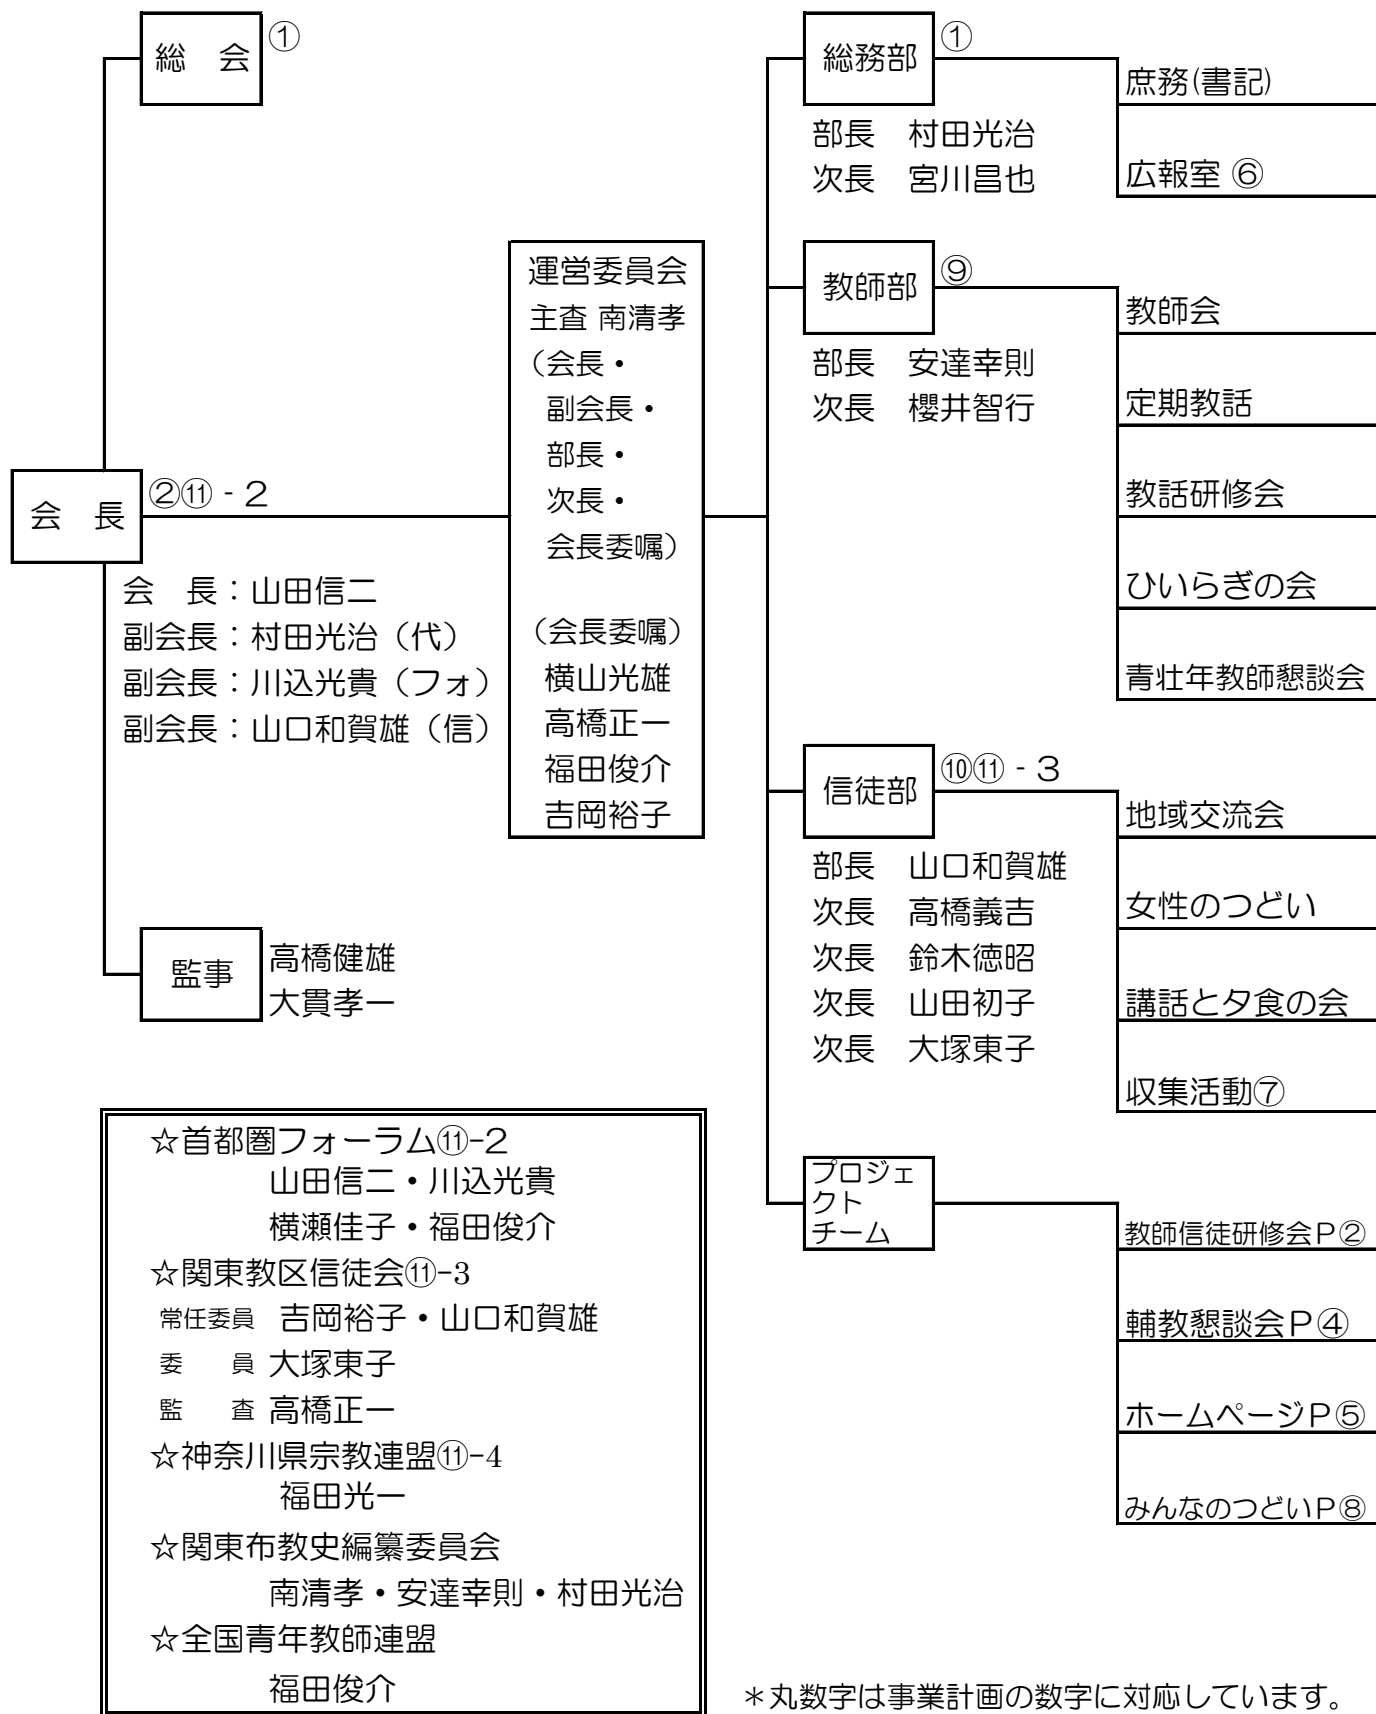 総　会 ①
会　長 ②⑪‐２
会　長：山田信二
副会長：村田光治（代）
副会長：川込光貴（フォ）
副会長：山口和賀雄（信）
監事
高橋健雄
大貫孝一
運営委員会
主査 南清孝
（会長・
副会長・
部長・
次長・
会長委嘱）
（会長委嘱）
横山光雄
高橋正一
福田俊介
吉岡裕子
総務部 ①
部長　村田光治
次長　宮川昌也
庶務(書記)
広報室 ⑥
教師部 ⑨
部長　安達幸則
次長　櫻井智行
教師会
定期教話
教話研修会
ひいらぎの会
青壮年教師懇談会
信徒部 ⑩⑪‐３
部長　山口和賀雄
次長　高橋義吉
次長　鈴木徳昭
次長　山田初子
次長　大塚東子
地域交流会
女性のつどい
講話と夕食の会
収集活動⑦
プロジェ
クト
チーム
教師信徒研修会Ｐ②
輔教懇談会Ｐ④
ホームページＰ⑤
みんなのつどいＰ⑧
☆首都圏フォーラム⑪-2
山田信二・川込光貴
横瀬佳子・福田俊介
☆関東教区信徒会⑪-3
常任委員　吉岡裕子・山口和賀雄
委　　員 大塚東子
監　　査 高橋正一
☆神奈川県宗教連盟⑪-4
福田光一
☆関東布教史編纂委員会
南清孝・安達幸則・村田光治
☆全国青年教師連盟
福田俊介
＊丸数字は事業計画の数字に対応しています。